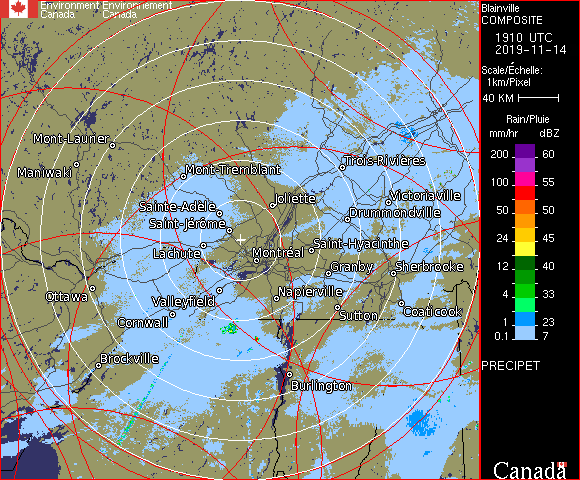 Environment Environnement
Canada Canada
Blainville
COMPOSITE
1910 UTC
2019-11-14
Scale/Échelle:
1km/Pixel
40 KM
Rain/Pluie
mm/hr dBZ
200 60
100 55
50 50
24 45
12 40
4 33
1 23
0.1 7
PRECIPET
Mont-Laurier
Maniwaki
Mont-Tremblant
Trois-Rivières
Joliette
Victoriaville
Sainte-Adèle
Drummondville
Saint-Jérôme
Lachute
Saint-Hyacinthe
Montréal
Granby
Sherbrooke
Ottawa
Valleyfield
Napierville
Cornwall
Sutton
Coaticook
Brockville
Burlington
Canada